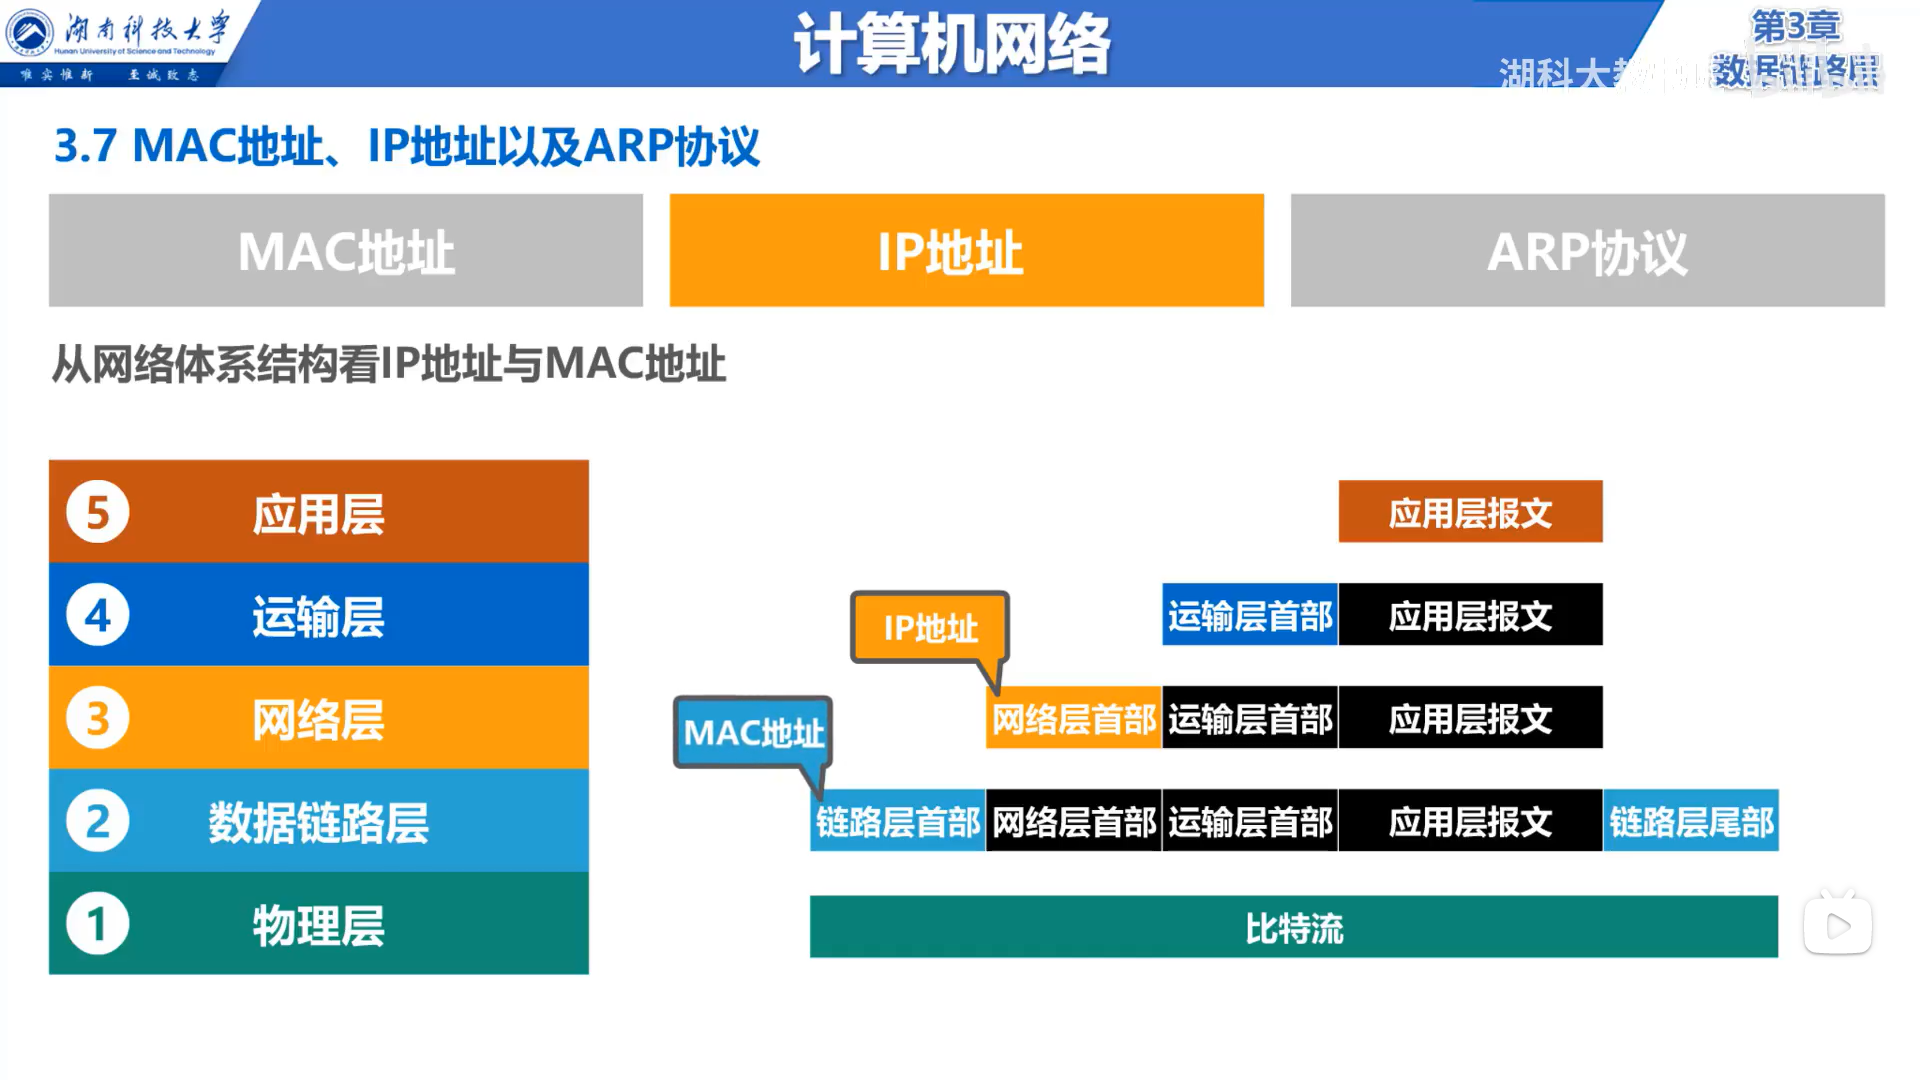 湖南科技大学
Hunan University of Science and Technology
唯实惟新 至诚致志
计算机网络
第3章
数据链路层
湖科大教书匠
3.7 MAC地址、IP地址以及ARP协议
MAC地址
IP地址
ARP协议
从网络体系结构看IP地址与MAC地址
5 应用层
应用层报文
4 运输层
IP地址
运输层首部 应用层报文
3 网络层
MAC地址
网络层首部 运输层首部 应用层报文
2 数据链路层
链路层首部 网络层首部 运输层首部 应用层报文 链路层尾部
1 物理层
比特流